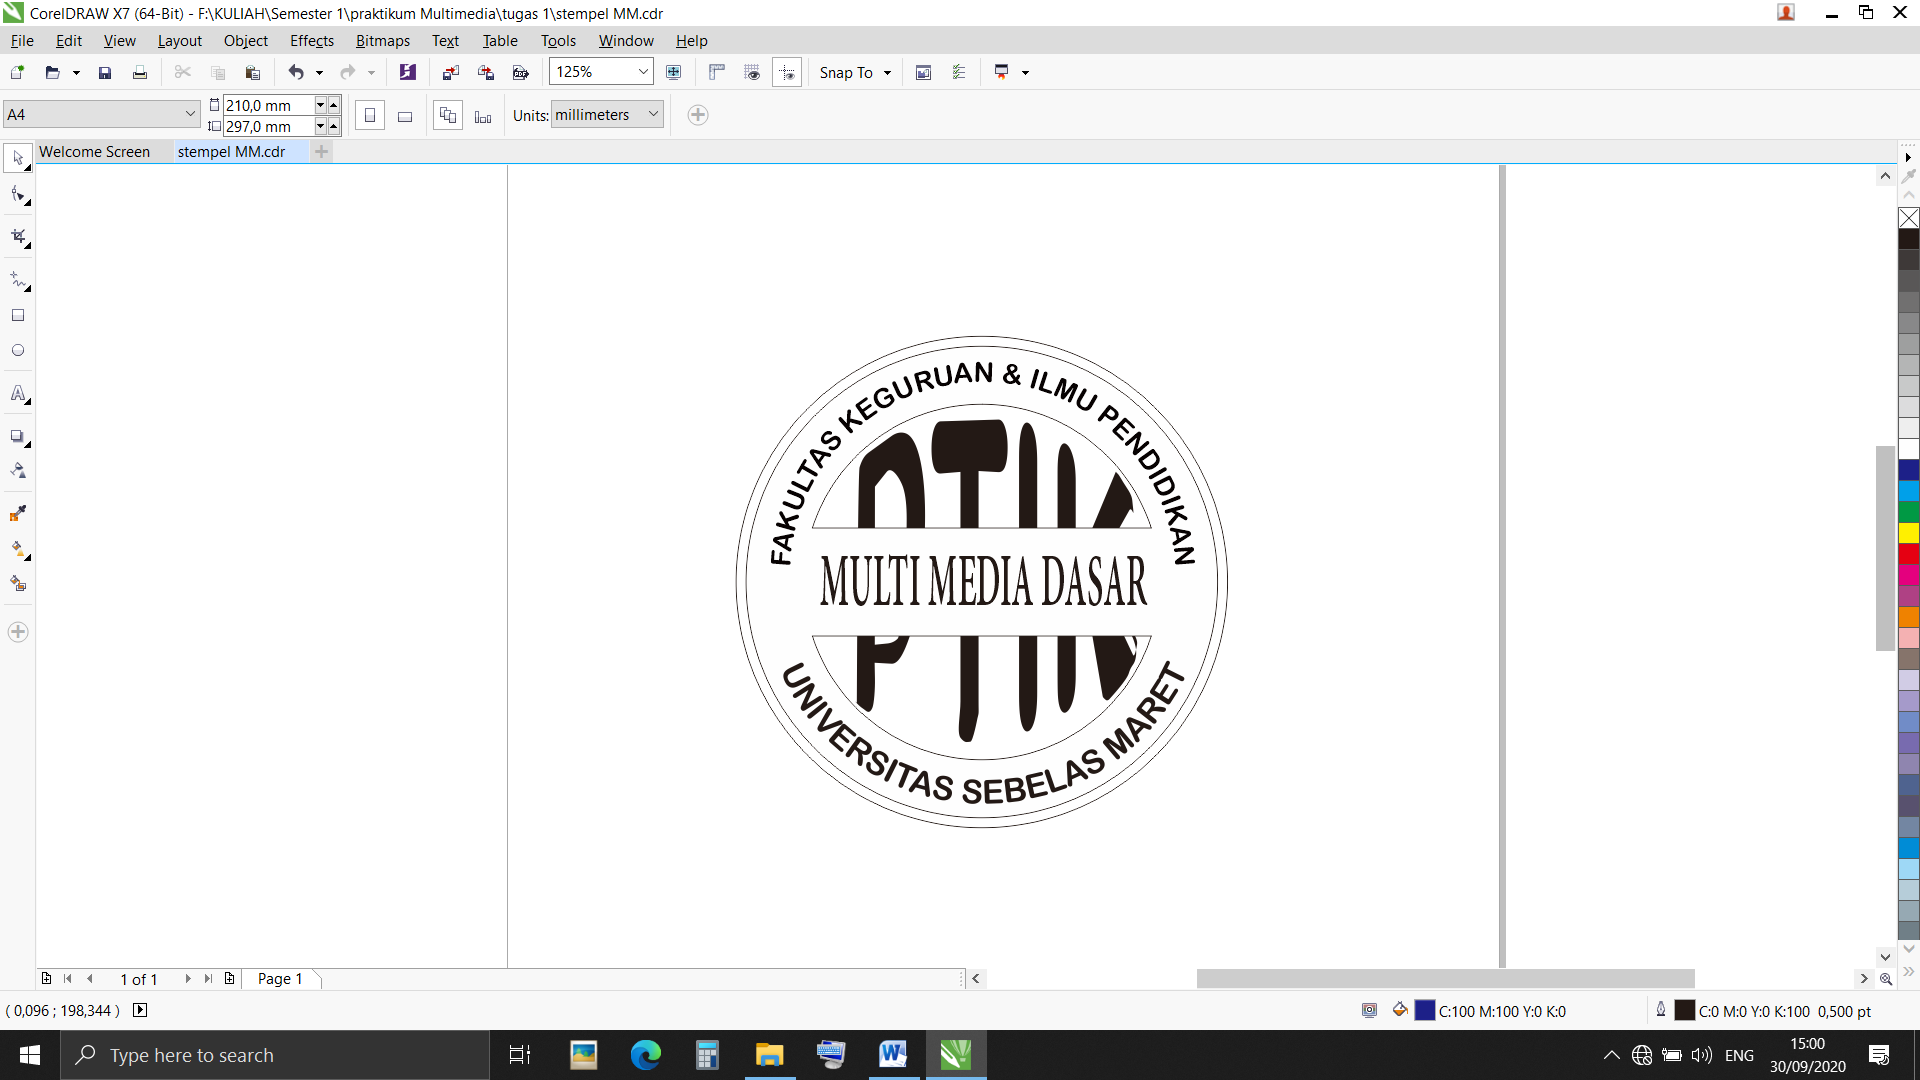 CorelDRAW X7 (64-Bit) - F:\KULIAH\Semester 1\praktikum Multimedia\tugas 1\stempel MM.cdr
File Edit View Layout Object Effects Bitmaps Text Table Tools Window Help
125% Snap To
A4 210,0 mm 297,0 mm Units: millimeters
Welcome Screen stempel MM.cdr
FAKULTAS KEGURUAN & ILMU PENDIDIKAN
PTIK
MULTI MEDIA DASAR
UNIVERSITAS SEBELAS MARET
1 of 1 Page 1
( 0,096 ; 198,344 ) C:100 M:100 Y:0 K:0 C:0 M:0 Y:0 K:100 0,500 pt
Type here to search ENG 15:00
30/09/2020